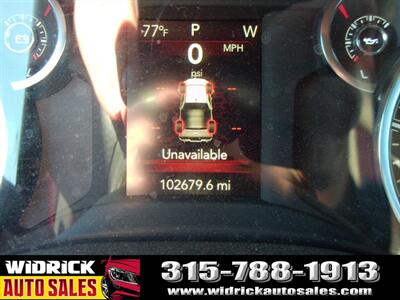 -77°F P W
0 MPH
psi
-- --
-- --
Unavailable
102679.6 mi
L
WIDRICK
AUTO SALES
315-788-1913
www.widrickautosales.com